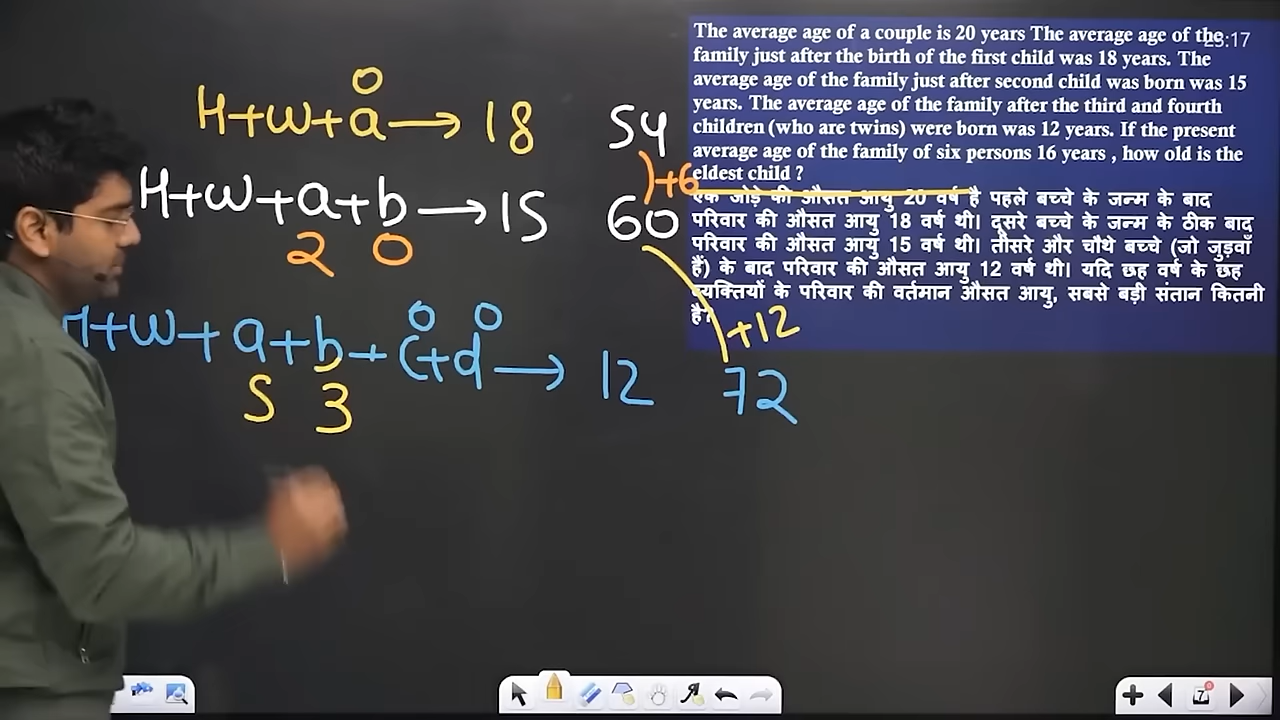 The average age of a couple is 20 years The average age of the
family just after the birth of the first child was 18 years. The
average age of the family just after second child was born was 15
years. The average age of the family after the third and fourth
children (who are twins) were born was 12 years. If the present
average age of the family of six persons 16 years , how old is the
eldest child ?
एक जोड़े की औसत आयु 20 वर्ष है पहले बच्चे के जन्म के बाद
परिवार की औसत आयु 18 वर्ष थी। दूसरे बच्चे के जन्म के ठीक बाद
परिवार की औसत आयु 15 वर्ष थी। तीसरे और चौथे बच्चे (जो जुड़वाँ
हैं) के बाद परिवार की औसत आयु 12 वर्ष थी। यदि छह वर्ष के छह
व्यक्तियों के परिवार की वर्तमान औसत आयु, सबसे बड़ी संतान कितनी
है?
0
H+W+a→18 54
)+6
H+W+a+b→15 60
2 0
+12
0 0
H+W+a+b+c+d→12 72
5 3
7